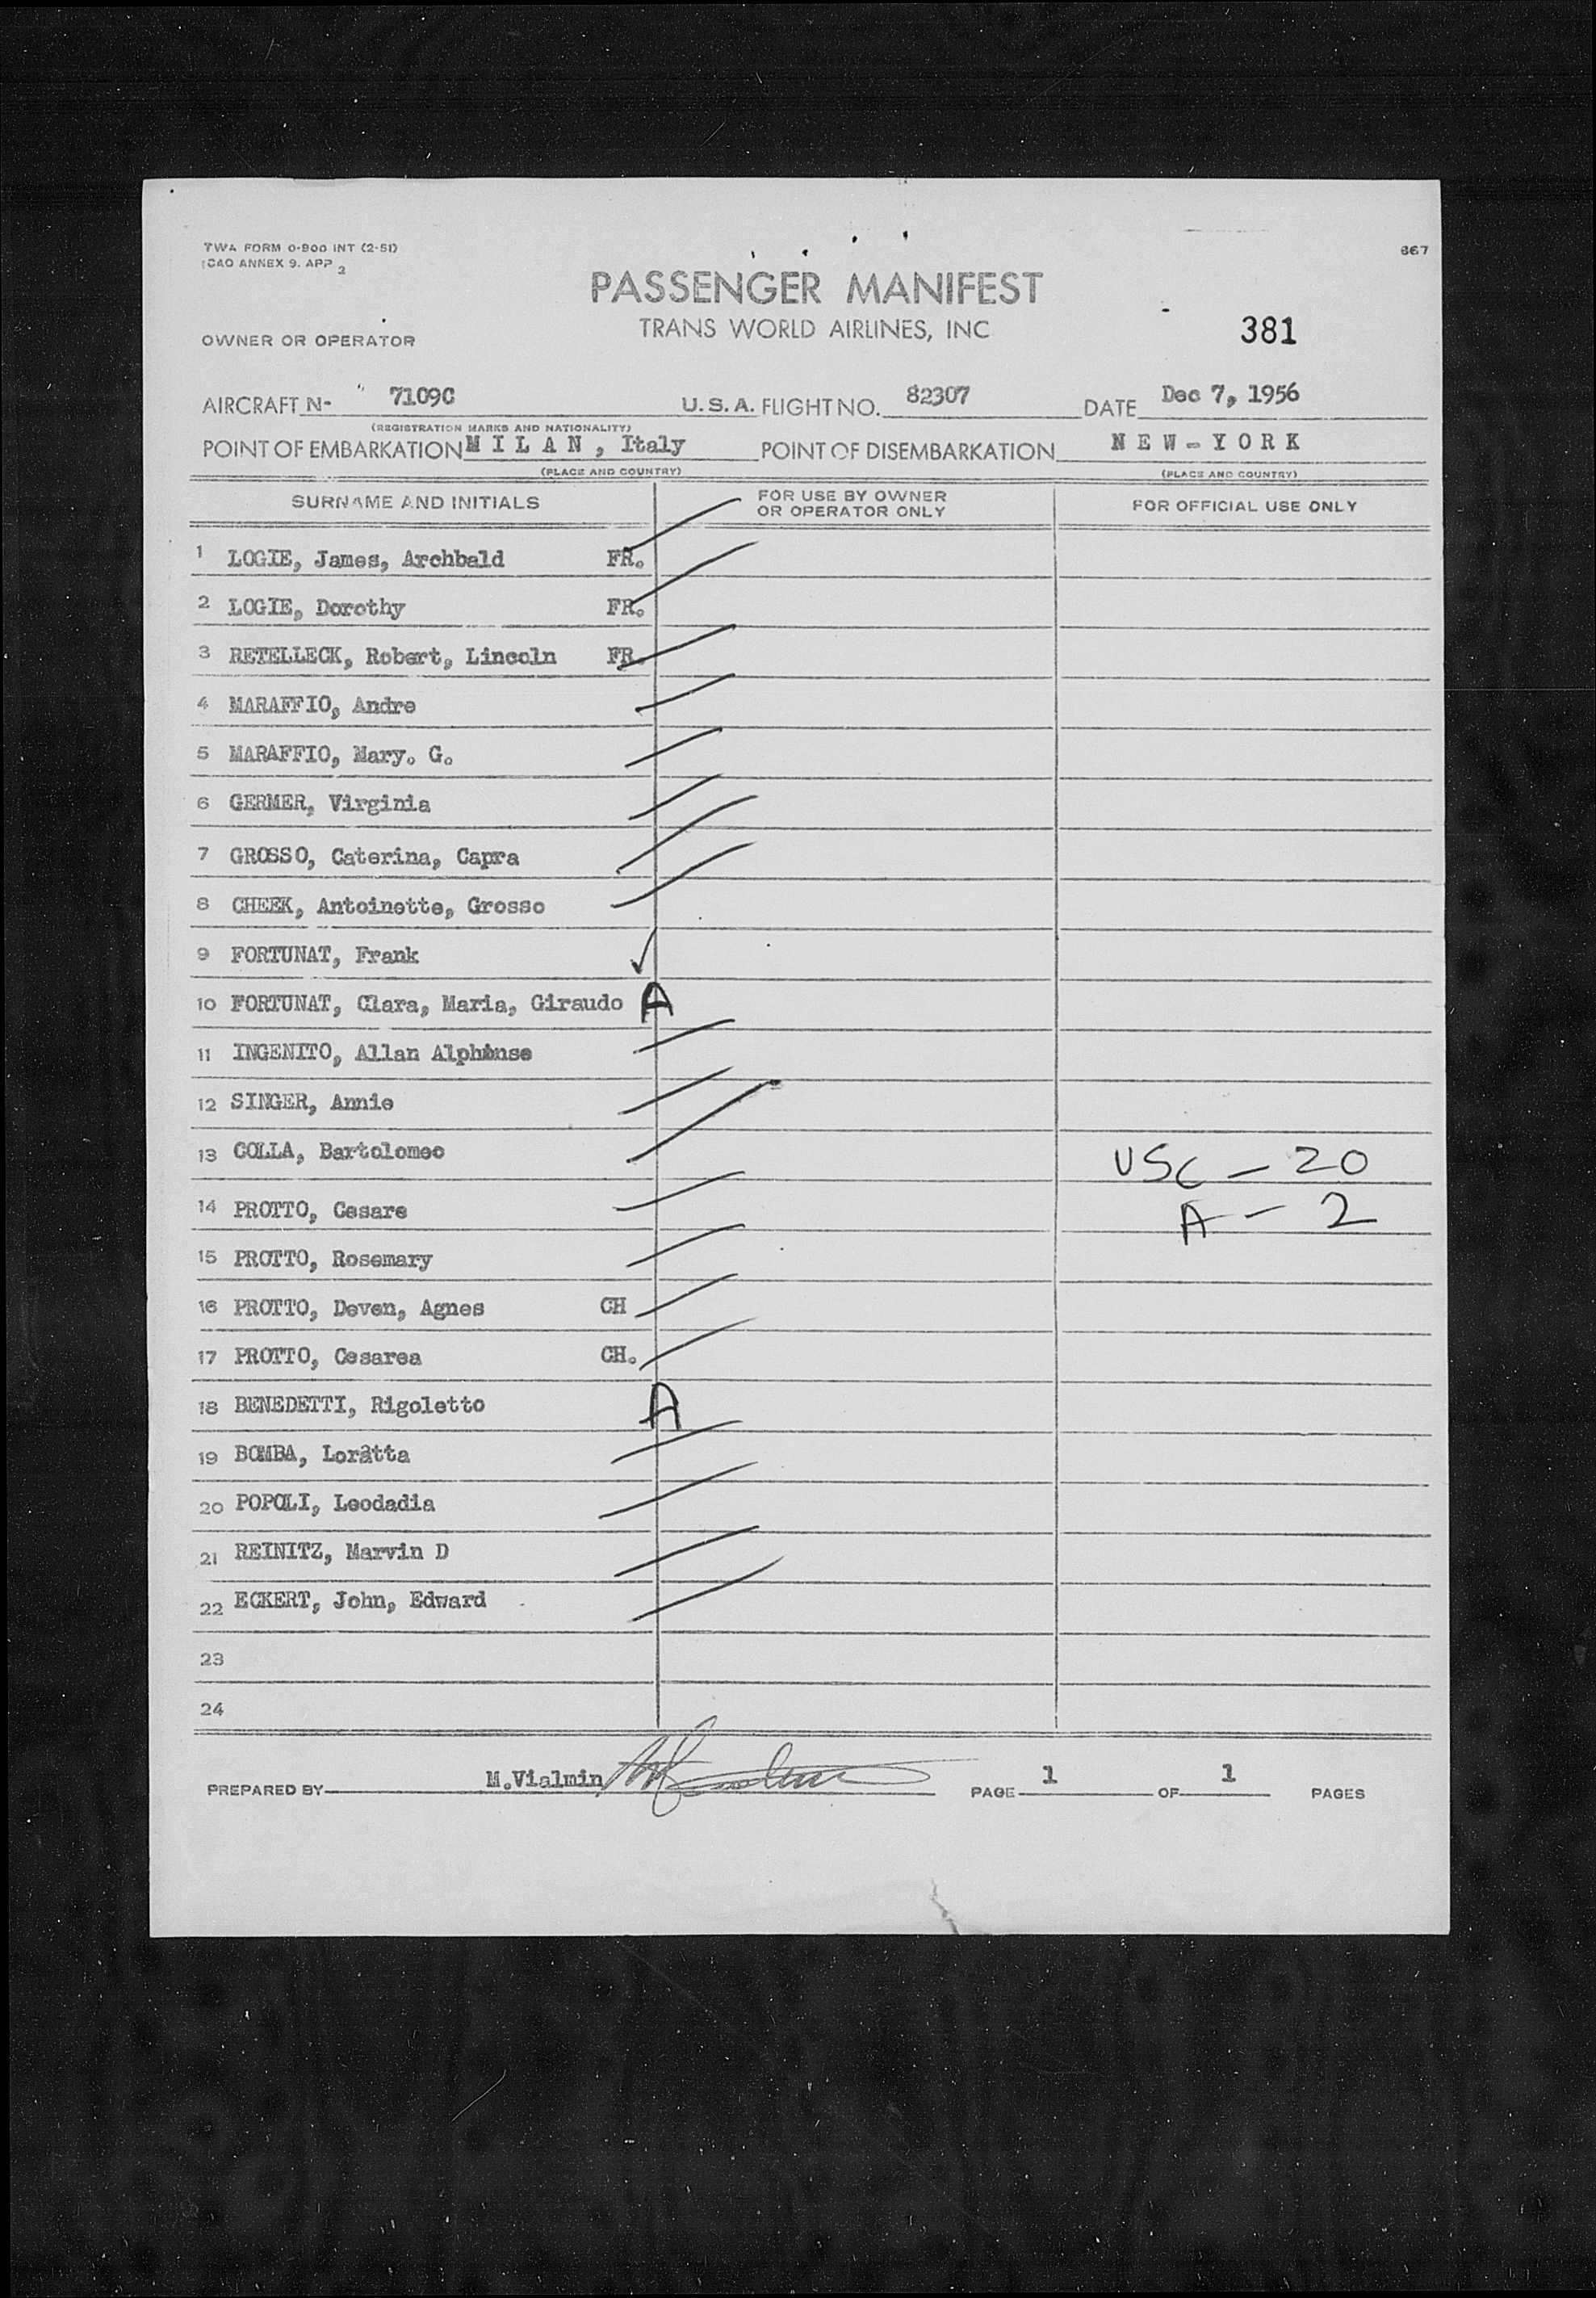 TWA FORM O-800 INT (2-51)
ICAO ANNEX 9. APP 2
667
PASSENGER MANIFEST
TRANS WORLD AIRLINES, INC
381
OWNER OR OPERATOR
AIRCRAFT N- 7109C U.S.A. FLIGHT NO. 82307 DATE Dec 7, 1956
(REGISTRATION MARKS AND NATIONALITY)
POINT OF EMBARKATION MILAN, Italy POINT OF DISEMBARKATION NEW-YORK
(PLACE AND COUNTRY) (PLACE AND COUNTRY)
SURNAME AND INITIALS FOR USE BY OWNER OR OPERATOR ONLY FOR OFFICIAL USE ONLY
1 LOGIE, James, Archbald FR.
2 LOGIE, Dorothy FR.
3 RETELLECK, Robert, Lincoln FR.
4 MARAFFIO, Andre
5 MARAFFIO, Mary. G.
6 GERMER, Virginia
7 GROSSO, Caterina, Capra
8 CHEEK, Antoinette, Grosso
9 FORTUNAT, Frank ✓
10 FORTUNAT, Clara, Maria, Giraudo A
11 INGENITO, Allan Alphonse
12 SINGER, Annie
13 COLLA, Bartolomeo USC - 20
14 PROTTO, Cesare A - 2
15 PROTTO, Rosemary
16 PROTTO, Deven, Agnes CH
17 PROTTO, Cesarea CH.
18 BENEDETTI, Rigoletto A
19 BOMBA, Loratta
20 POPOLI, Leodadia
21 REINITZ, Marvin D
22 ECKERT, John, Edward
23
24
PREPARED BY M.Vialmin PAGE 1 OF 1 PAGES